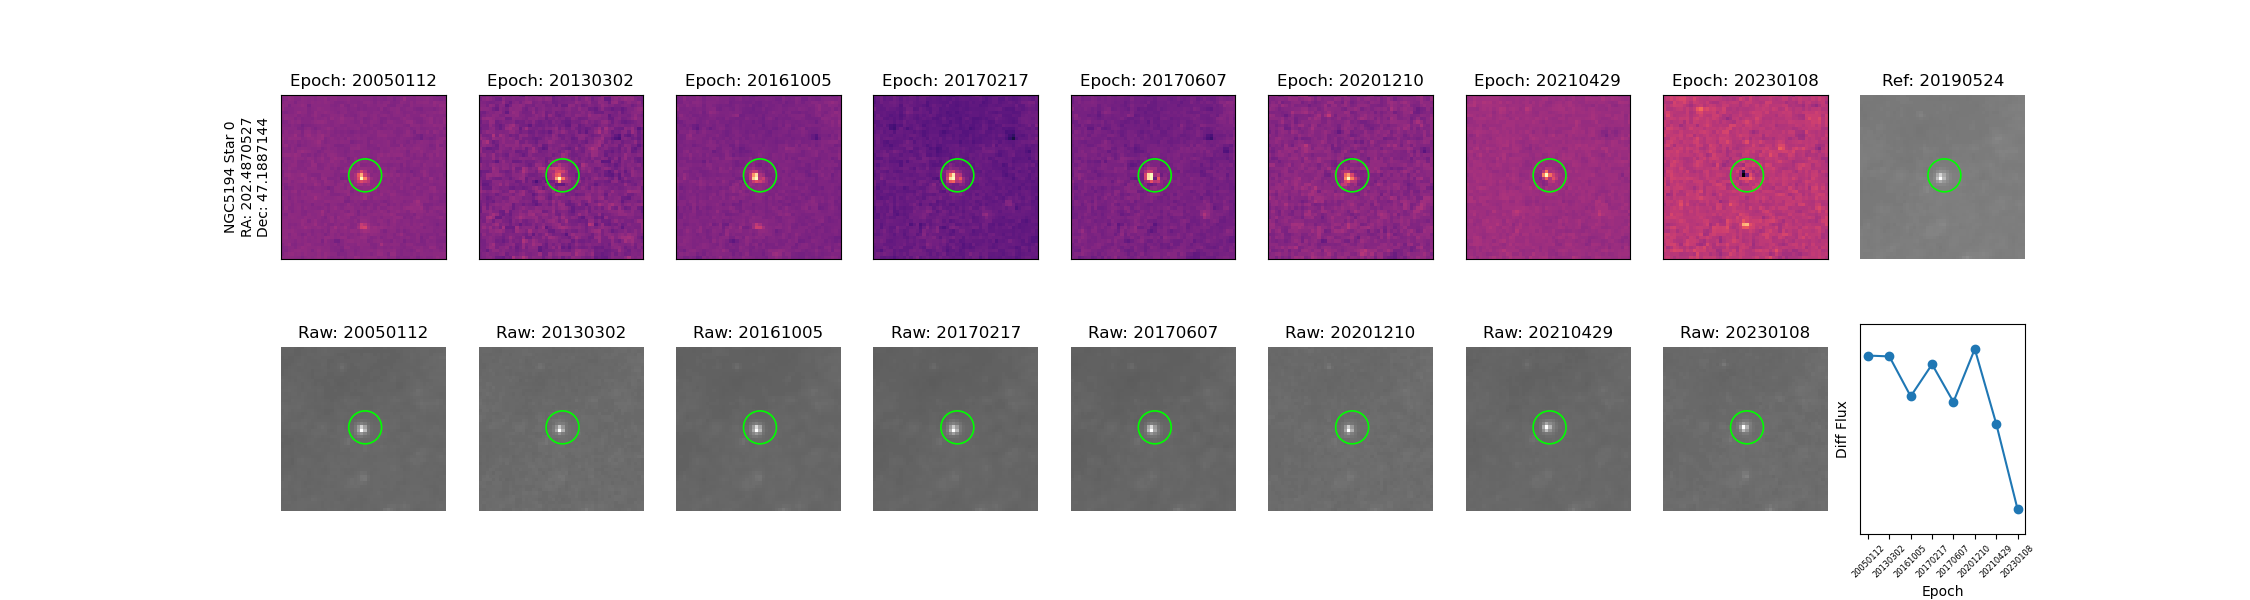 Epoch: 20050112
Epoch: 20130302
Epoch: 20161005
Epoch: 20170217
Epoch: 20170607
Epoch: 20201210
Epoch: 20210429
Epoch: 20230108
Ref: 20190524
NGC5194 Star 0
RA: 202.4870527
Dec: 47.1887144
Raw: 20050112
Raw: 20130302
Raw: 20161005
Raw: 20170217
Raw: 20170607
Raw: 20201210
Raw: 20210429
Raw: 20230108
Diff Flux
20050112
20130302
20161005
20170217
20170607
20201210
20210429
20230108
Epoch